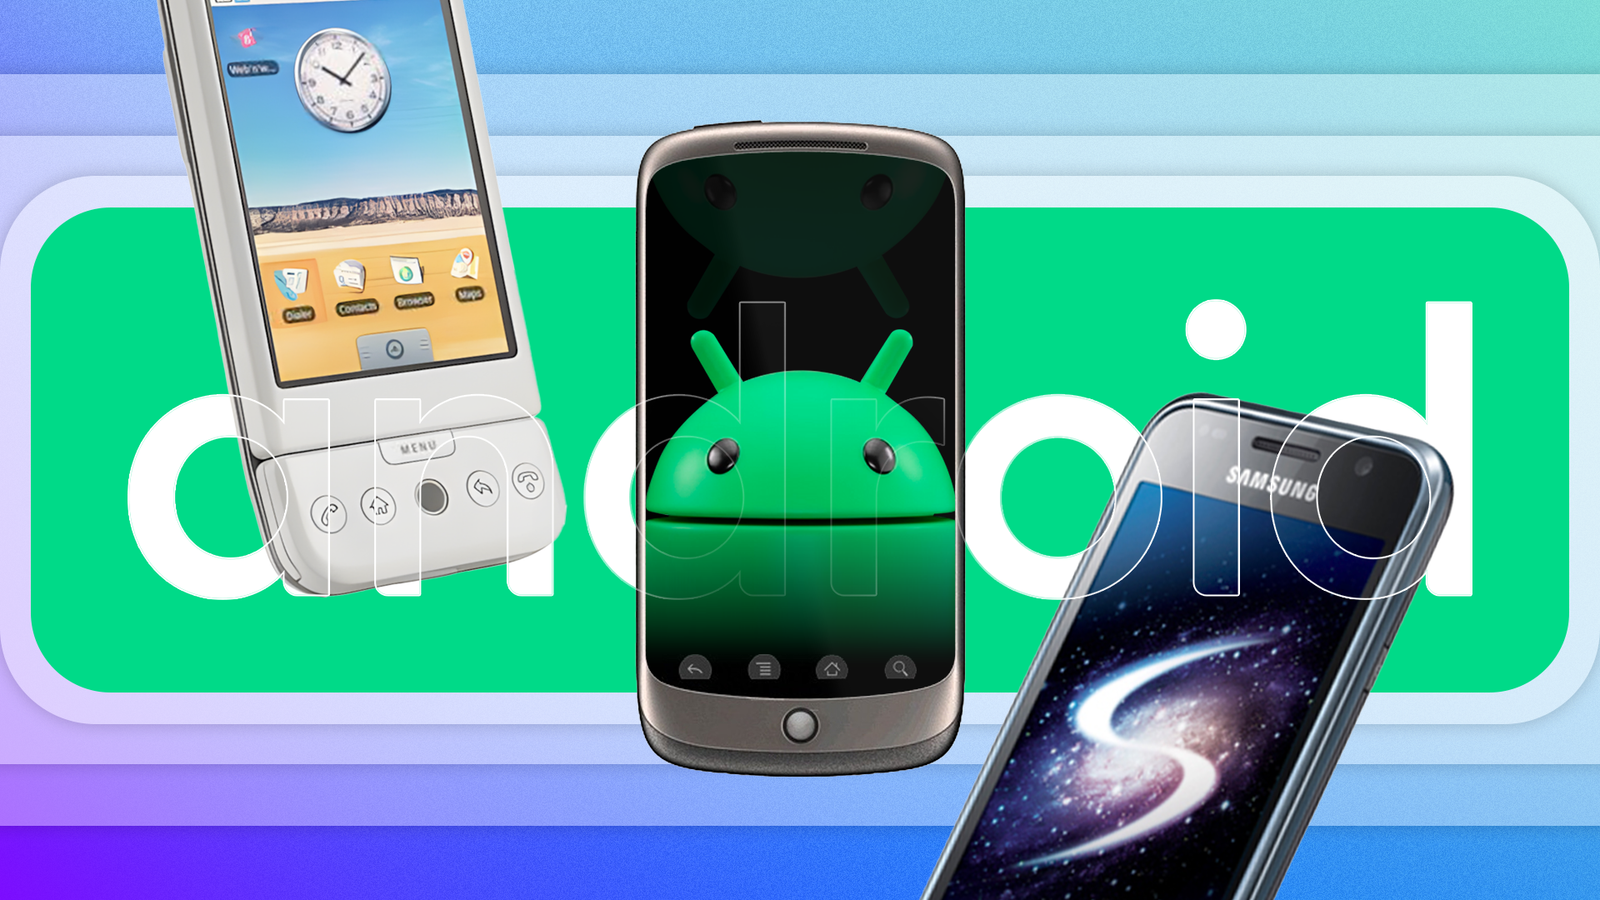 Dialer
Contacts
Browser
Maps
MENU
android
SAMSUNG